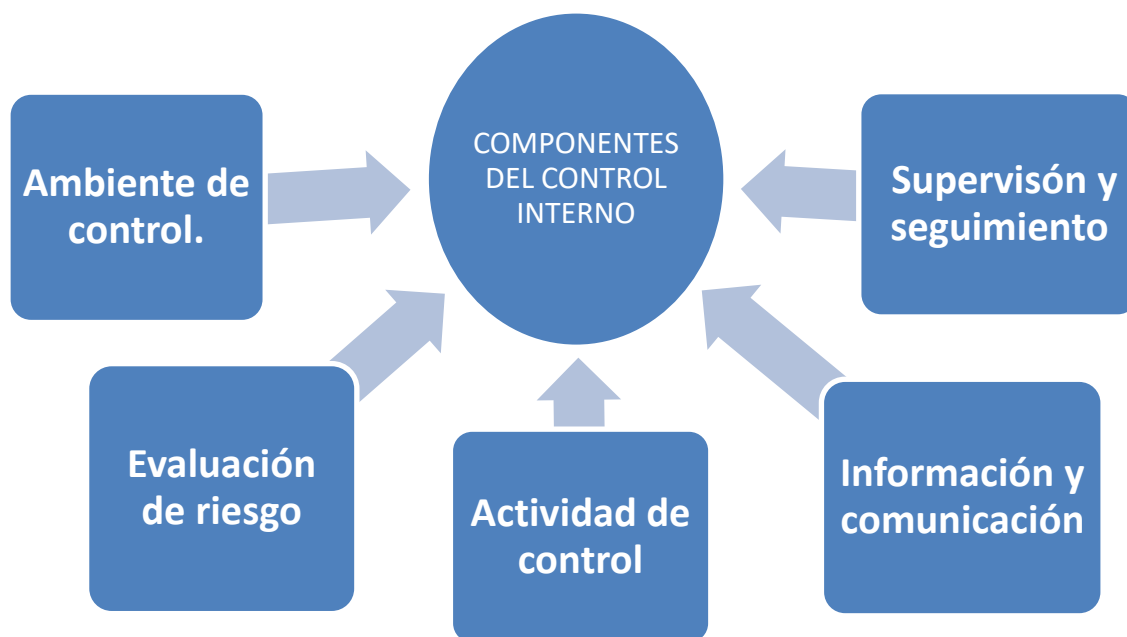 COMPONENTES
DEL CONTROL
INTERNO
Ambiente de
control.
Evaluación
de riesgo
Actividad de
control
Información y
comunicación
Supervisón y
seguimiento